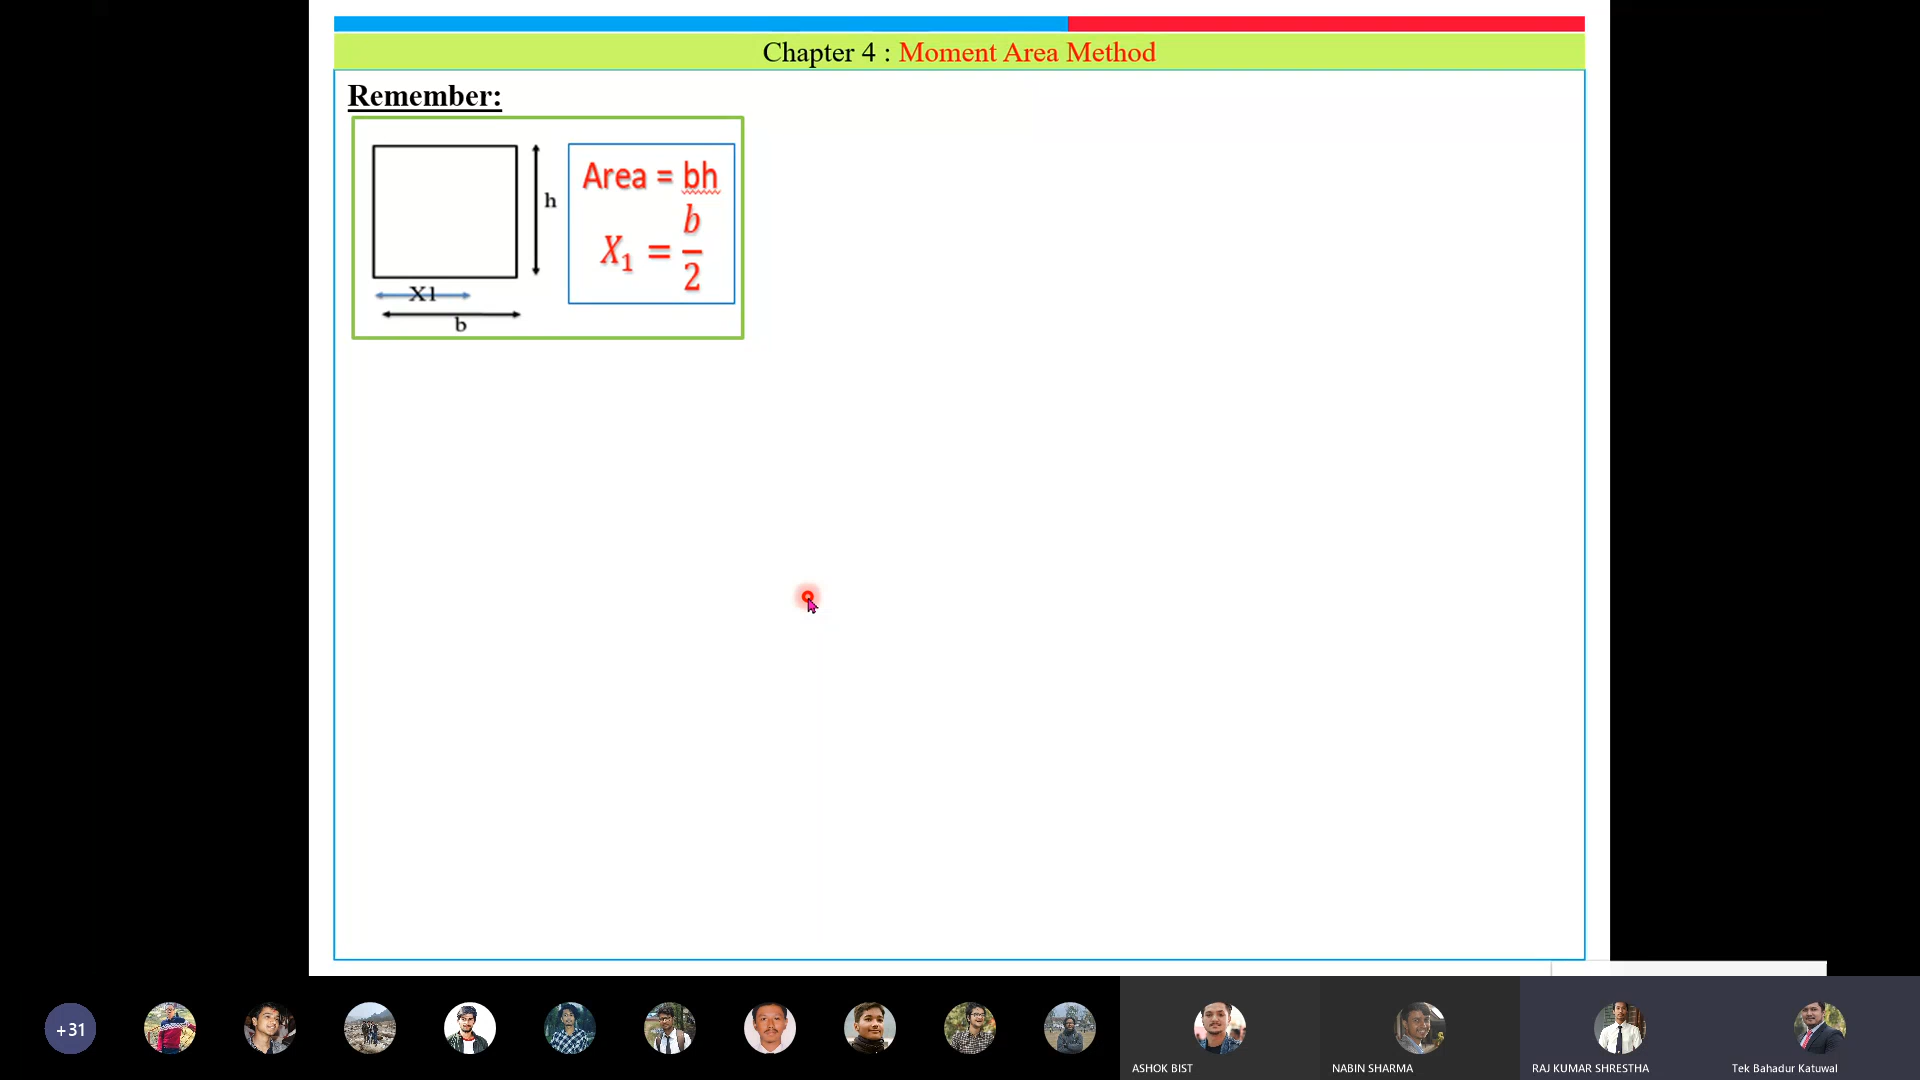 Chapter 4 : Moment Area Method
Remember:
h
Area = bh
X₁ = b/2
X1
b
+31
ASHOK BIST
NABIN SHARMA
RAJ KUMAR SHRESTHA
Tek Bahadur Katuwal